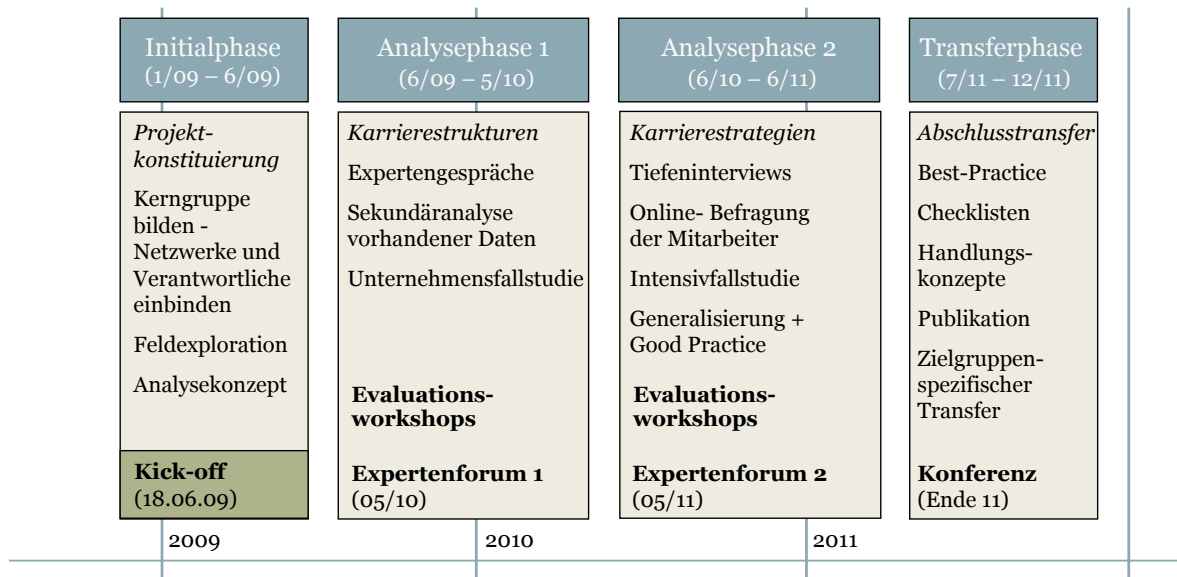 Initialphase
(1/09 – 6/09)
Projekt-
konstituierung
Kerngruppe
bilden -
Netzwerke und
Verantwortliche
einbinden
Feldexploration
Analysekonzept
Kick-off
(18.06.09)
Analysephase 1
(6/09 – 5/10)
Karrierestrukturen
Expertengespräche
Sekundäranalyse
vorhandener Daten
Unternehmensfallstudie
Evaluations-
workshops
Expertenforum 1
(05/10)
Analysephase 2
(6/10 – 6/11)
Karrierestrategien
Tiefeninterviews
Online- Befragung
der Mitarbeiter
Intensivfallstudie
Generalisierung +
Good Practice
Evaluations-
workshops
Expertenforum 2
(05/11)
Transferphase
(7/11 – 12/11)
Abschlusstransfer
Best-Practice
Checklisten
Handlungs-
konzepte
Publikation
Zielgruppen-
spezifischer
Transfer
Konferenz
(Ende 11)
2009
2010
2011